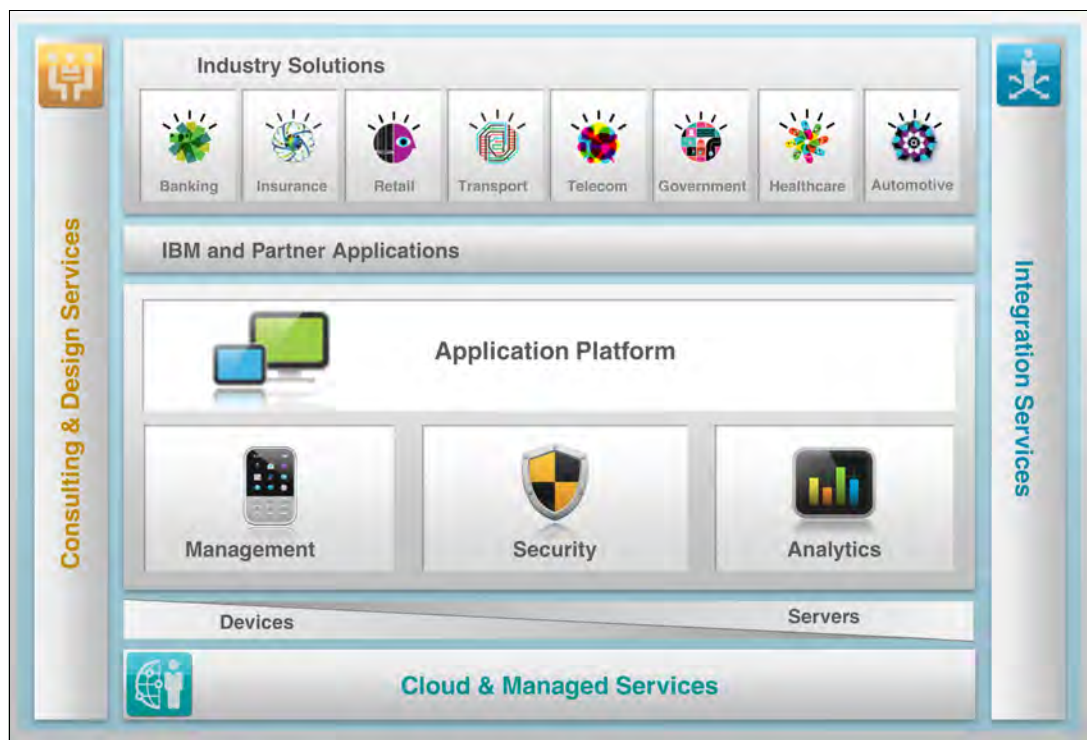 Industry Solutions
Banking
Insurance
Retail
Transport
Telecom
Government
Healthcare
Automotive
IBM and Partner Applications
Consulting & Design Services
Integration Services
Application Platform
Management
Security
Analytics
Devices
Servers
Cloud & Managed Services